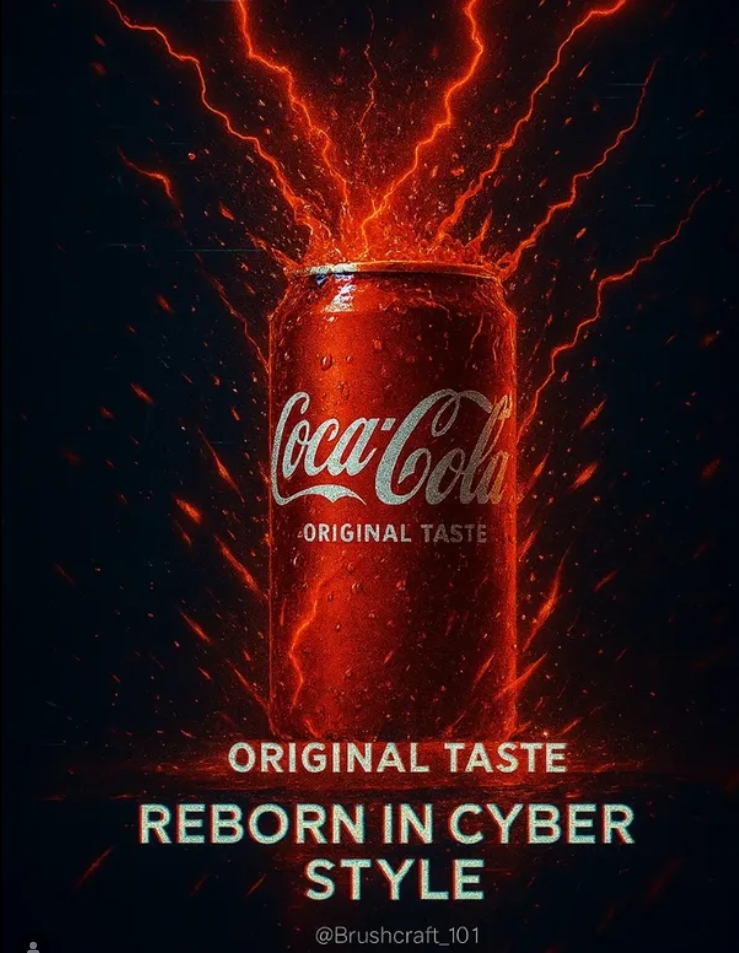 Coca-Cola
ORIGINAL TASTE
ORIGINAL TASTE
REBORN IN CYBER
STYLE
@Brushcraft_101